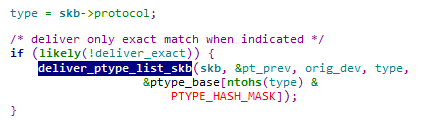 type = skb->protocol;
/* deliver only exact match when indicated */
if (likely(!deliver_exact)) {
deliver_ptype_list_skb(skb, &pt_prev, orig_dev, type,
&ptype_base[ntohs(type) &
PTYPE_HASH_MASK]);
}